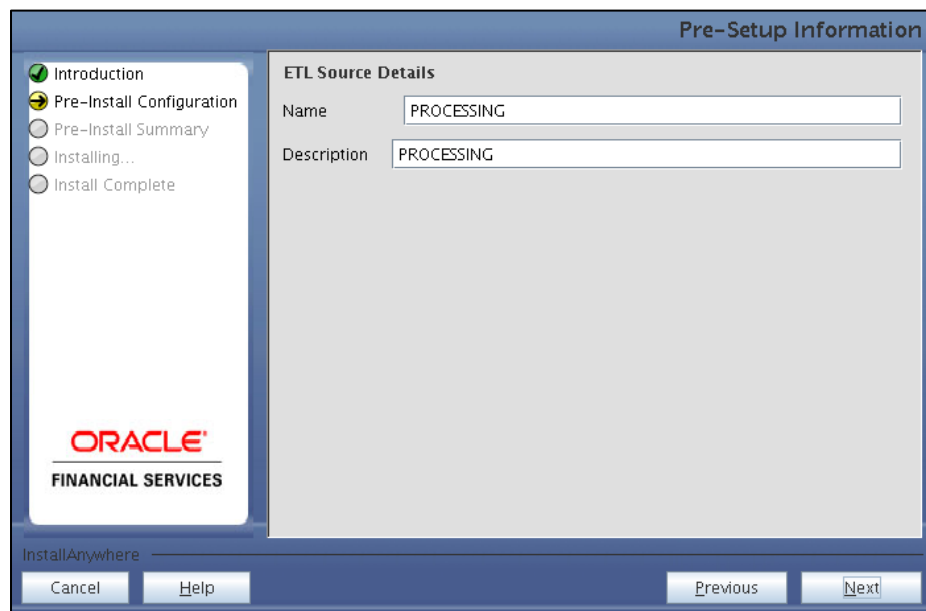 Pre-Setup Information
Introduction
Pre-Install Configuration
Pre-Install Summary
Installing...
Install Complete
ORACLE'
FINANCIAL SERVICES
ETL Source Details
Name PROCESSING
Description PROCESSING
InstallAnywhere
Cancel Help Previous Next